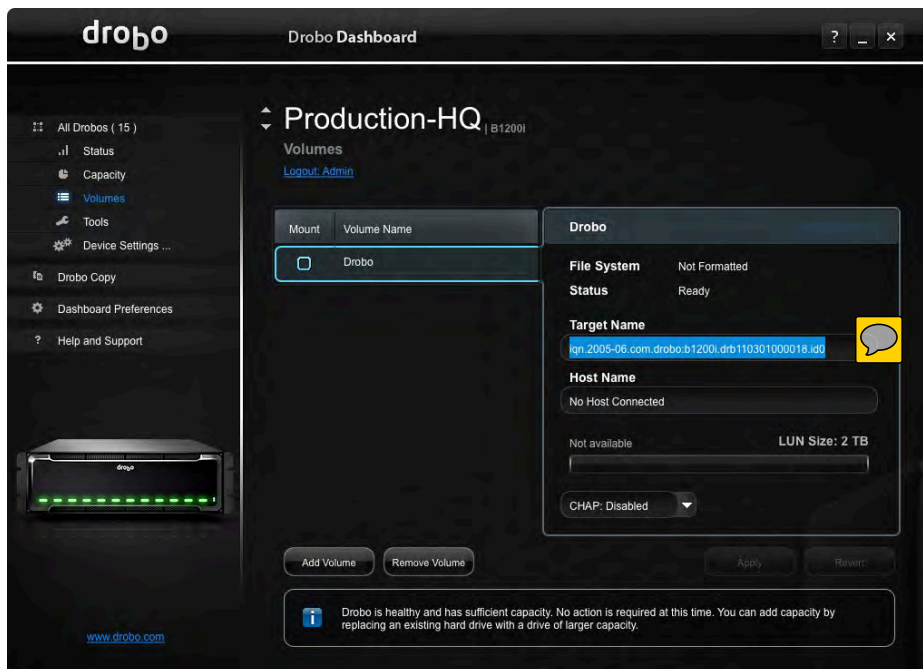 drobo
Drobo Dashboard
?
All Drobos ( 15 )
Status
Capacity
Volumes
Tools
Device Settings ...
Drobo Copy
Dashboard Preferences
? Help and Support
drobo
www.drobo.com
Production-HQ | B1200i
Volumes
Logout: Admin
Mount Volume Name
Drobo
Drobo
File System Not Formatted
Status Ready
Target Name
iqn.2005-06.com.drobo:b1200i.drb110301000018.id0
Host Name
No Host Connected
Not available LUN Size: 2 TB
CHAP: Disabled
Add Volume Remove Volume Apply Revert
Drobo is healthy and has sufficient capacity. No action is required at this time. You can add capacity by
replacing an existing hard drive with a drive of larger capacity.